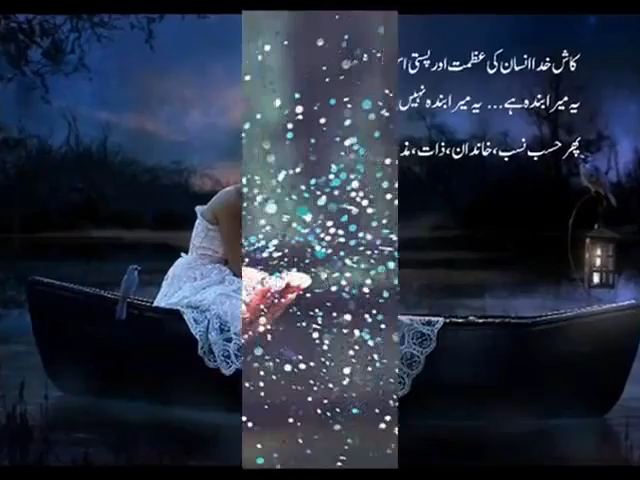 کاش خدا انسان کی عظمت اور پستی
یہ میرا بندہ ہے... یہ میرا بندہ نہیں
پھر حسب نسب، خاندان، ذات،